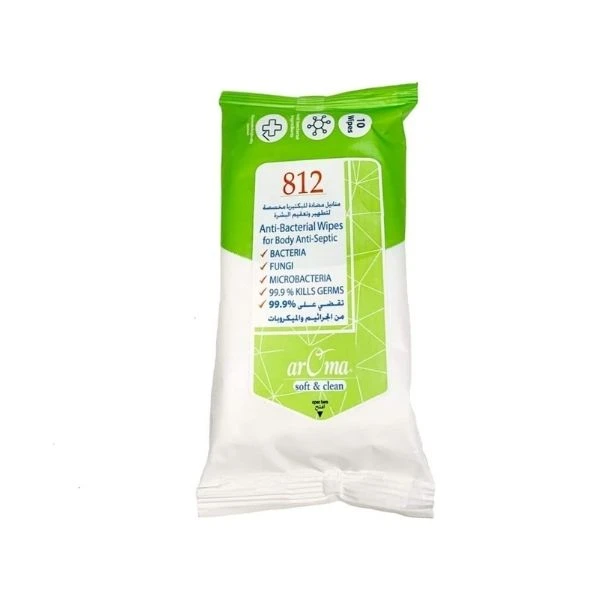 10
Wipes
812
مناديل مضادة للبكتيريا مخصصة
لتطهير وتعقيم البشرة
Anti-Bacterial Wipes
for Body Anti-Septic
✓ BACTERIA
✓ FUNGI
✓ MICROBACTERIA
✓ 99.9 % KILLS GERMS
✓ تقضي على 99.9%
من الجراثيم والميكروبات
arOma
soft & clean
open here
افتح